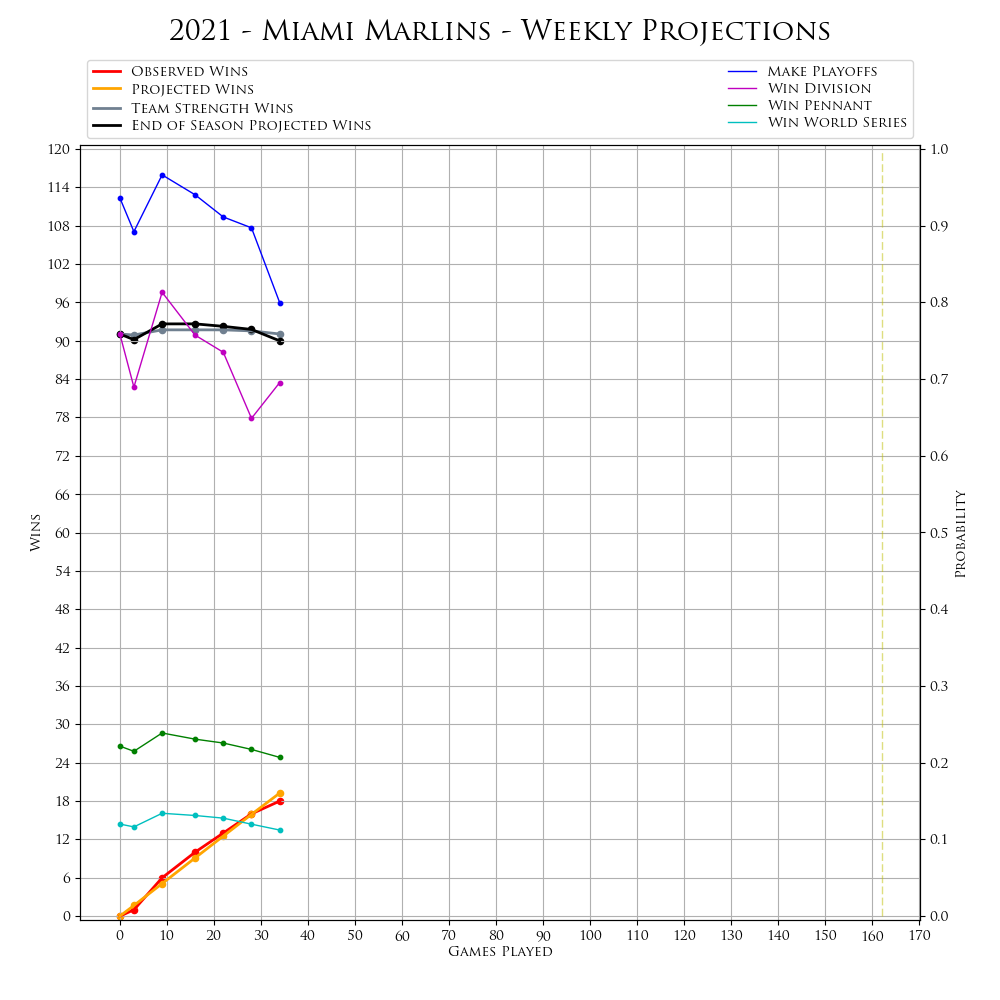 2021 - Miami Marlins - Weekly Projections
Observed Wins
Projected Wins
Team Strength Wins
End of Season Projected Wins
Make Playoffs
Win Division
Win Pennant
Win World Series
120
114
108
102
96
90
84
78
72
66
60
54
48
42
36
30
24
18
12
6
0
Wins
1.0
0.9
0.8
0.7
0.6
0.5
0.4
0.3
0.2
0.1
0.0
Probability
0 10 20 30 40 50 60 70 80 90 100 110 120 130 140 150 160 170
Games Played